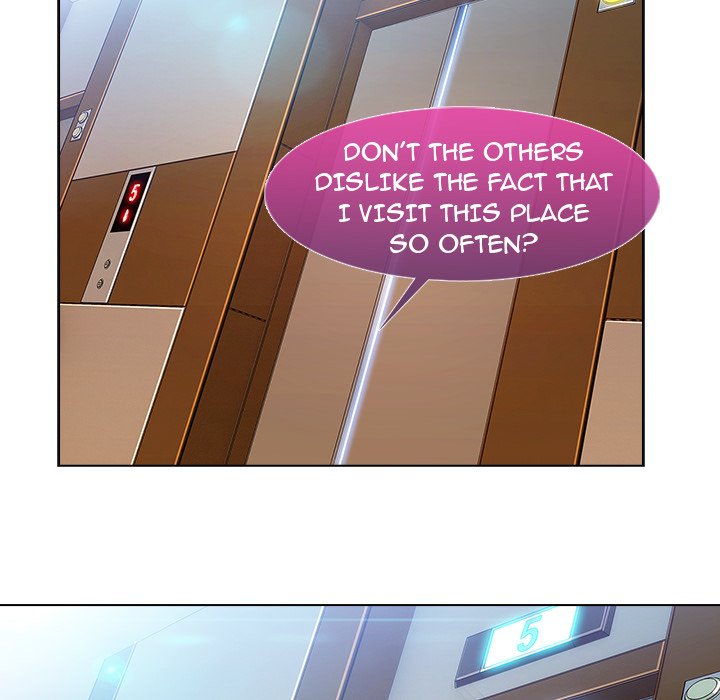 5
DON'T THE OTHERS
DISLIKE THE FACT THAT
I VISIT THIS PLACE
SO OFTEN?
5